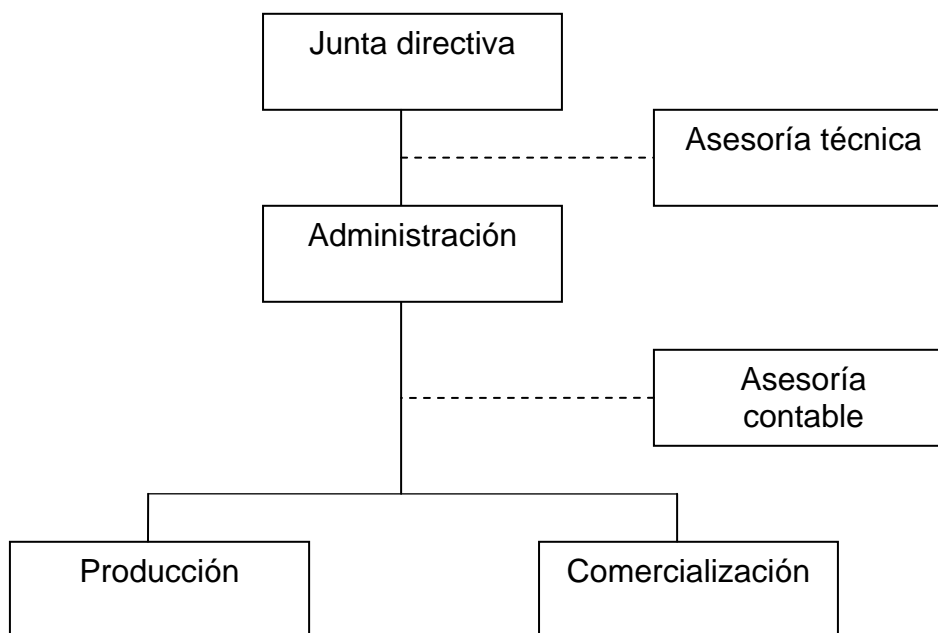 Junta directiva
Asesoría técnica
Administración
Asesoría
contable
Producción
Comercialización